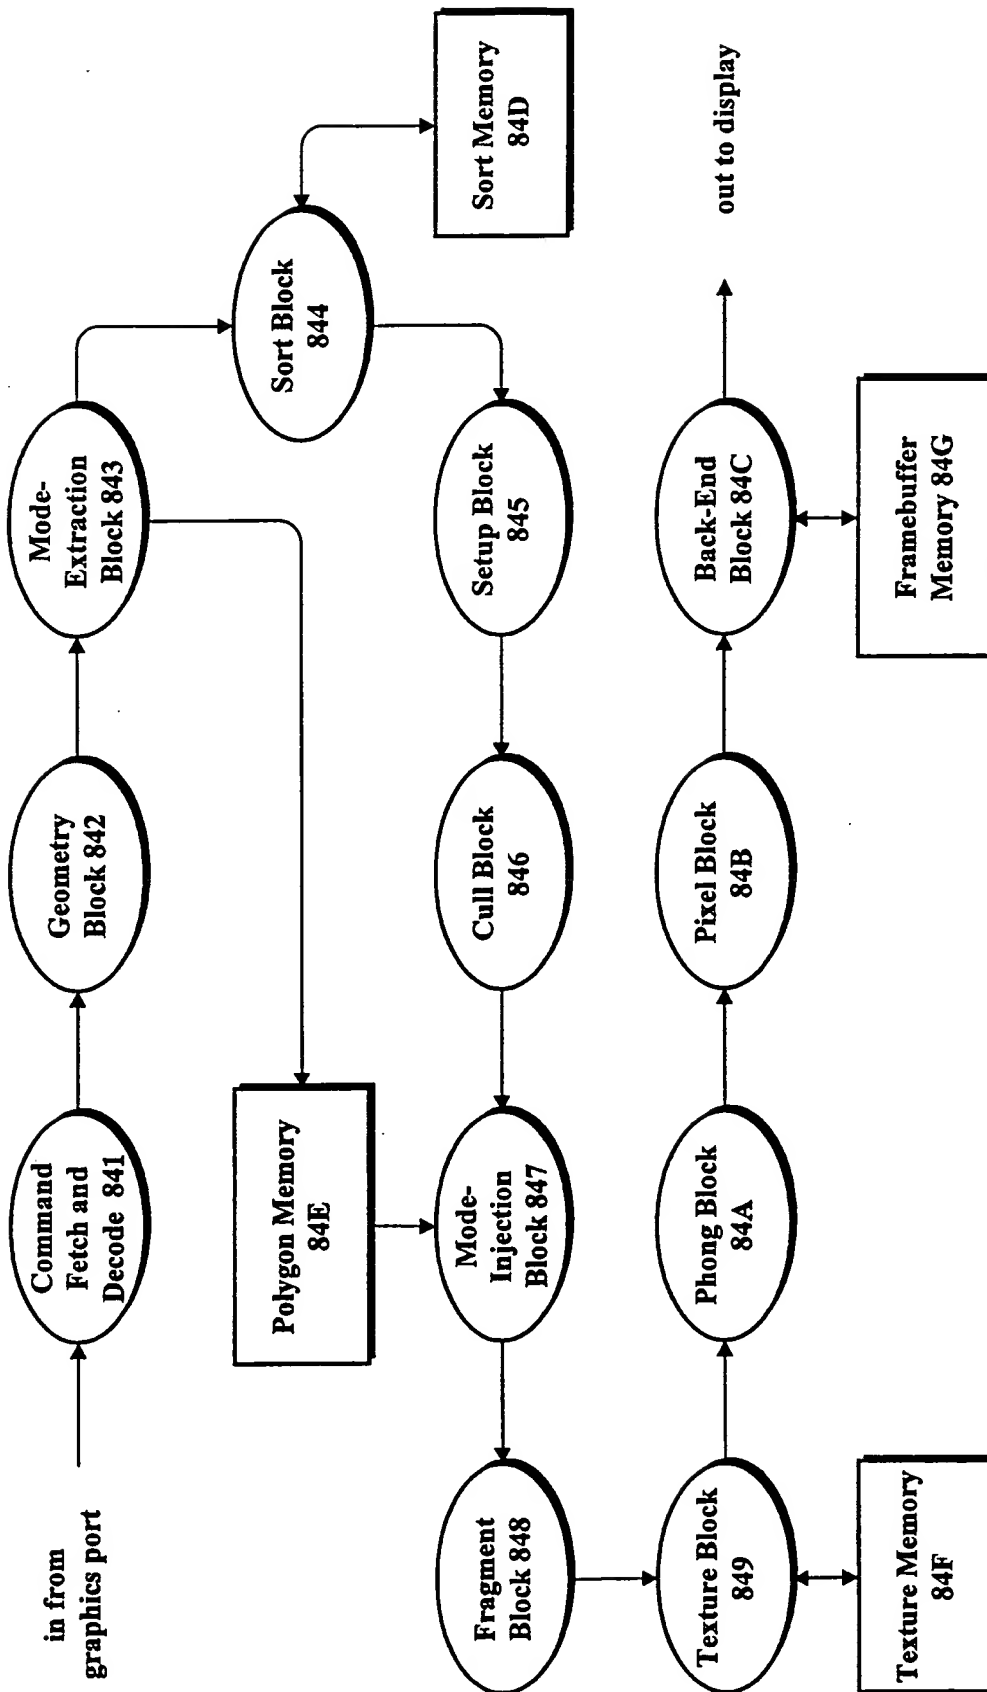 in from
graphics port
Command
Fetch and
Decode 841
Geometry
Block 842
Mode-
Extraction
Block 843
Polygon Memory
84E
Sort Block
844
Sort Memory
84D
Fragment
Block 848
Mode-
Injection
Block 847
Cull Block
846
Setup Block
845
Texture Block
849
Phong Block
84A
Pixel Block
84B
Back-End
Block 84C
out to display
Texture Memory
84F
Framebuffer
Memory 84G